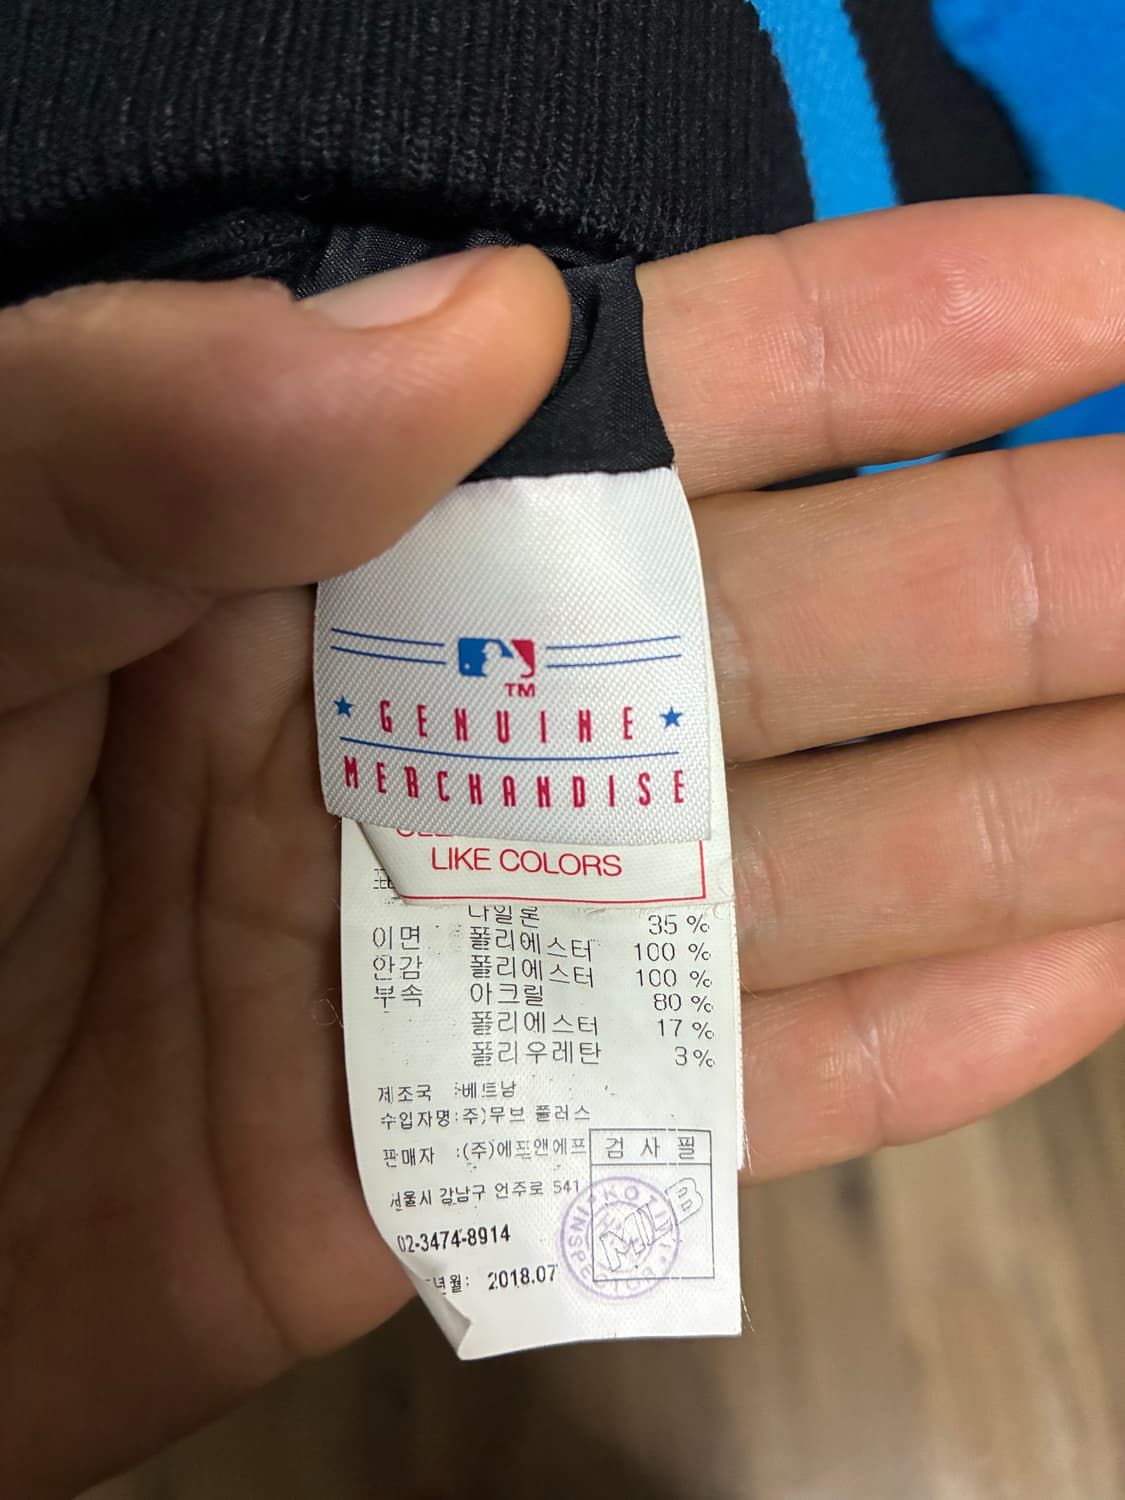 TM
★ GENUINE ★
MERCHANDISE
LIKE COLORS
나일론 35 %
이면 폴리에스터 100 %
안감 폴리에스터 100 %
부속 아크릴 80 %
폴리에스터 17 %
폴리우레탄 3%
제조국 :베트남
수입자명:주)무브 플러스
판매자 :(주)에프앤에프
검 사 필
서울시 강남구 언주로 541
02-3474-8914
년월: 2018.07
MLB